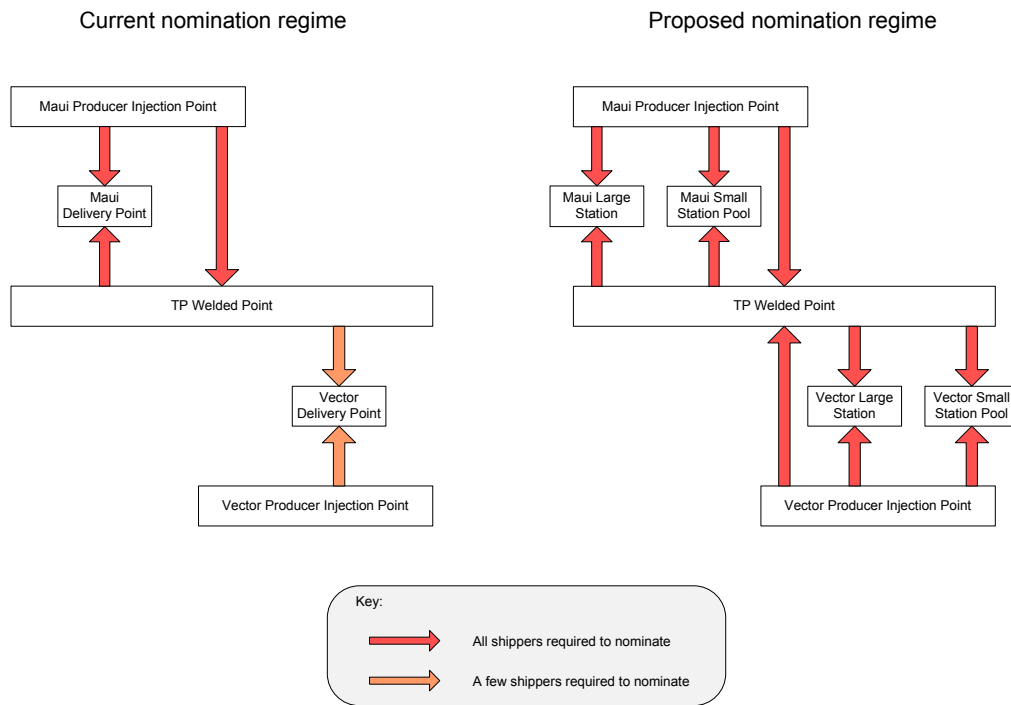 Current nomination regime
Maui Producer Injection Point
Maui
Delivery Point
TP Welded Point
Vector
Delivery Point
Vector Producer Injection Point
Proposed nomination regime
Maui Producer Injection Point
Maui Large
Station
Maui Small
Station Pool
TP Welded Point
Vector Large
Station
Vector Small
Station Pool
Vector Producer Injection Point
Key:
All shippers required to nominate
A few shippers required to nominate